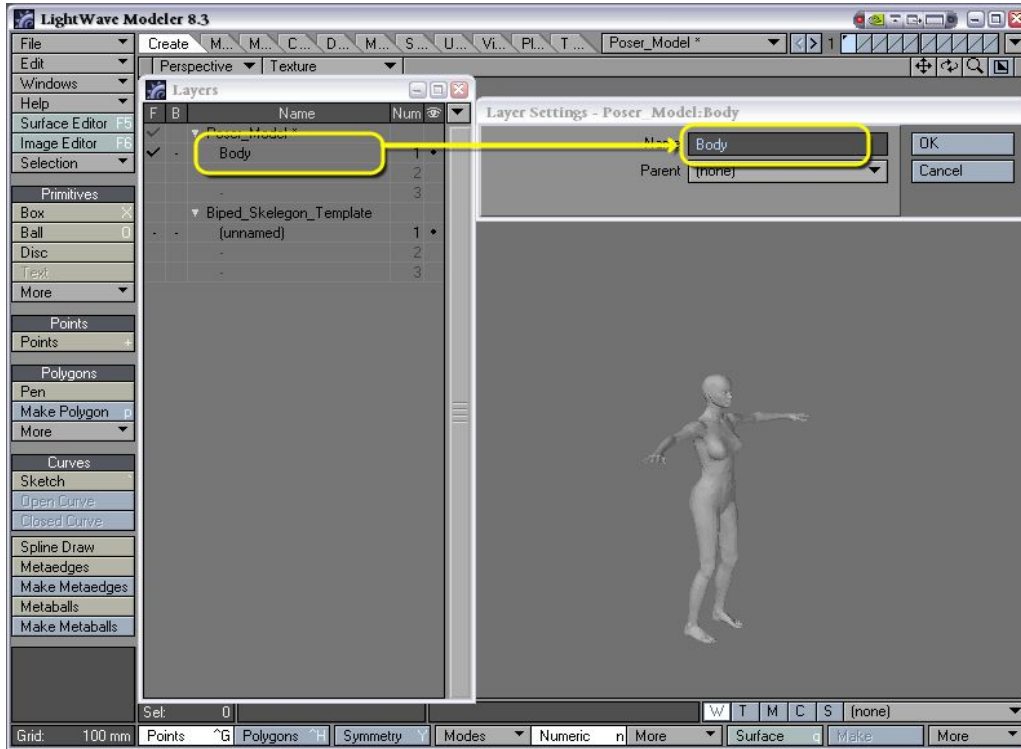 LightWave Modeler 8.3
File Create M... M... C... D... M... S... U... Vi... Pl... T ... Poser_Model * 1
Edit Perspective Texture
Windows
Help
Surface Editor F5
Image Editor F6
Selection
Primitives
Box X
Ball O
Disc
Text
More
Points
Points +
Polygons
Pen
Make Polygon p
More
Curves
Sketch `
Open Curve
Closed Curve
Spline Draw
Metaedges
Make Metaedges
Metaballs
Make Metaballs
Layers
F B Name Num
Poser_Model *
Body 1
2
- 3
Biped_Skelegon_Template
(unnamed) 1
- 2
- 3
Layer Settings - Poser_Model:Body
Name Body OK
Parent (none) Cancel
Sel: 0 W T M C S (none)
Grid: 100 mm Points ^G Polygons ^H Symmetry Y Modes Numeric n More Surface q Make More